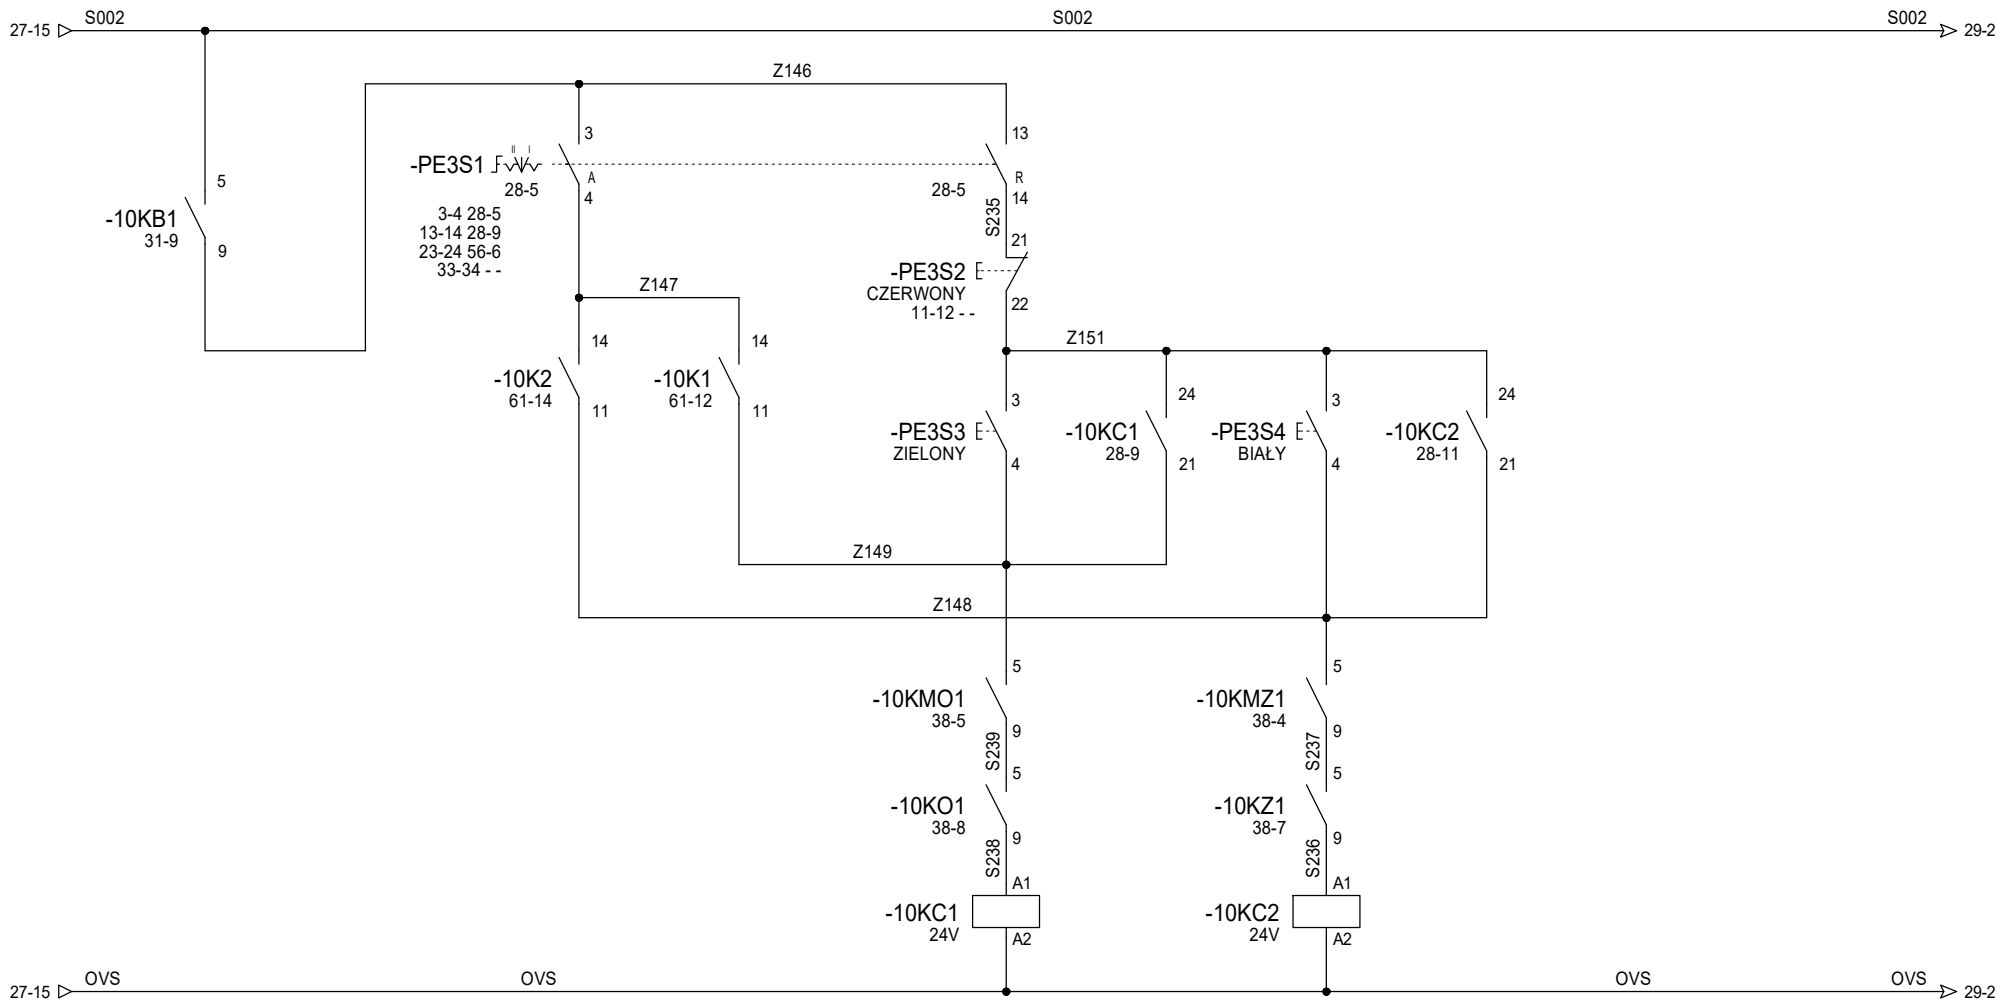 S002 S002 S002
27-15 29-2
Z146
3 13
-PE3S1 II I
A R
28-5 28-5
4 14
5
-10KB1
31-9
9
3-4 28-5
13-14 28-9
23-24 56-6
33-34 - -
S235
21
-PE3S2
CZERWONY
11-12 - -
22
Z147
Z151
14 14
-10K2 -10K1
61-14 61-12
11 11
3 24 3 24
-PE3S3 -10KC1 -PE3S4 -10KC2
ZIELONY 28-9 BIAŁY 28-11
4 21 4 21
Z149
Z148
5 5
-10KMO1 -10KMZ1
38-5 38-4
9 9
S239 S237
5 5
-10KO1 -10KZ1
38-8 38-7
9 9
S238 S236
A1 A1
-10KC1 -10KC2
24V 24V
A2 A2
OVS OVS OVS OVS
27-15 29-2